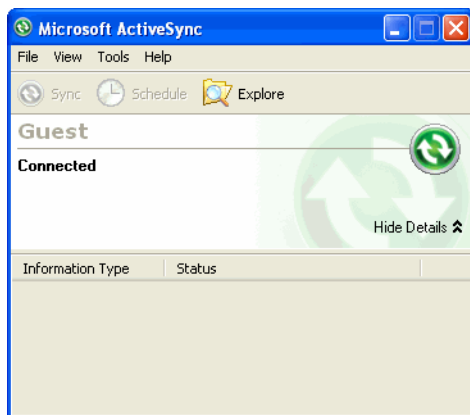 Microsoft ActiveSync
File View Tools Help
Sync Schedule Explore
Guest
Connected
Hide Details
Information Type Status